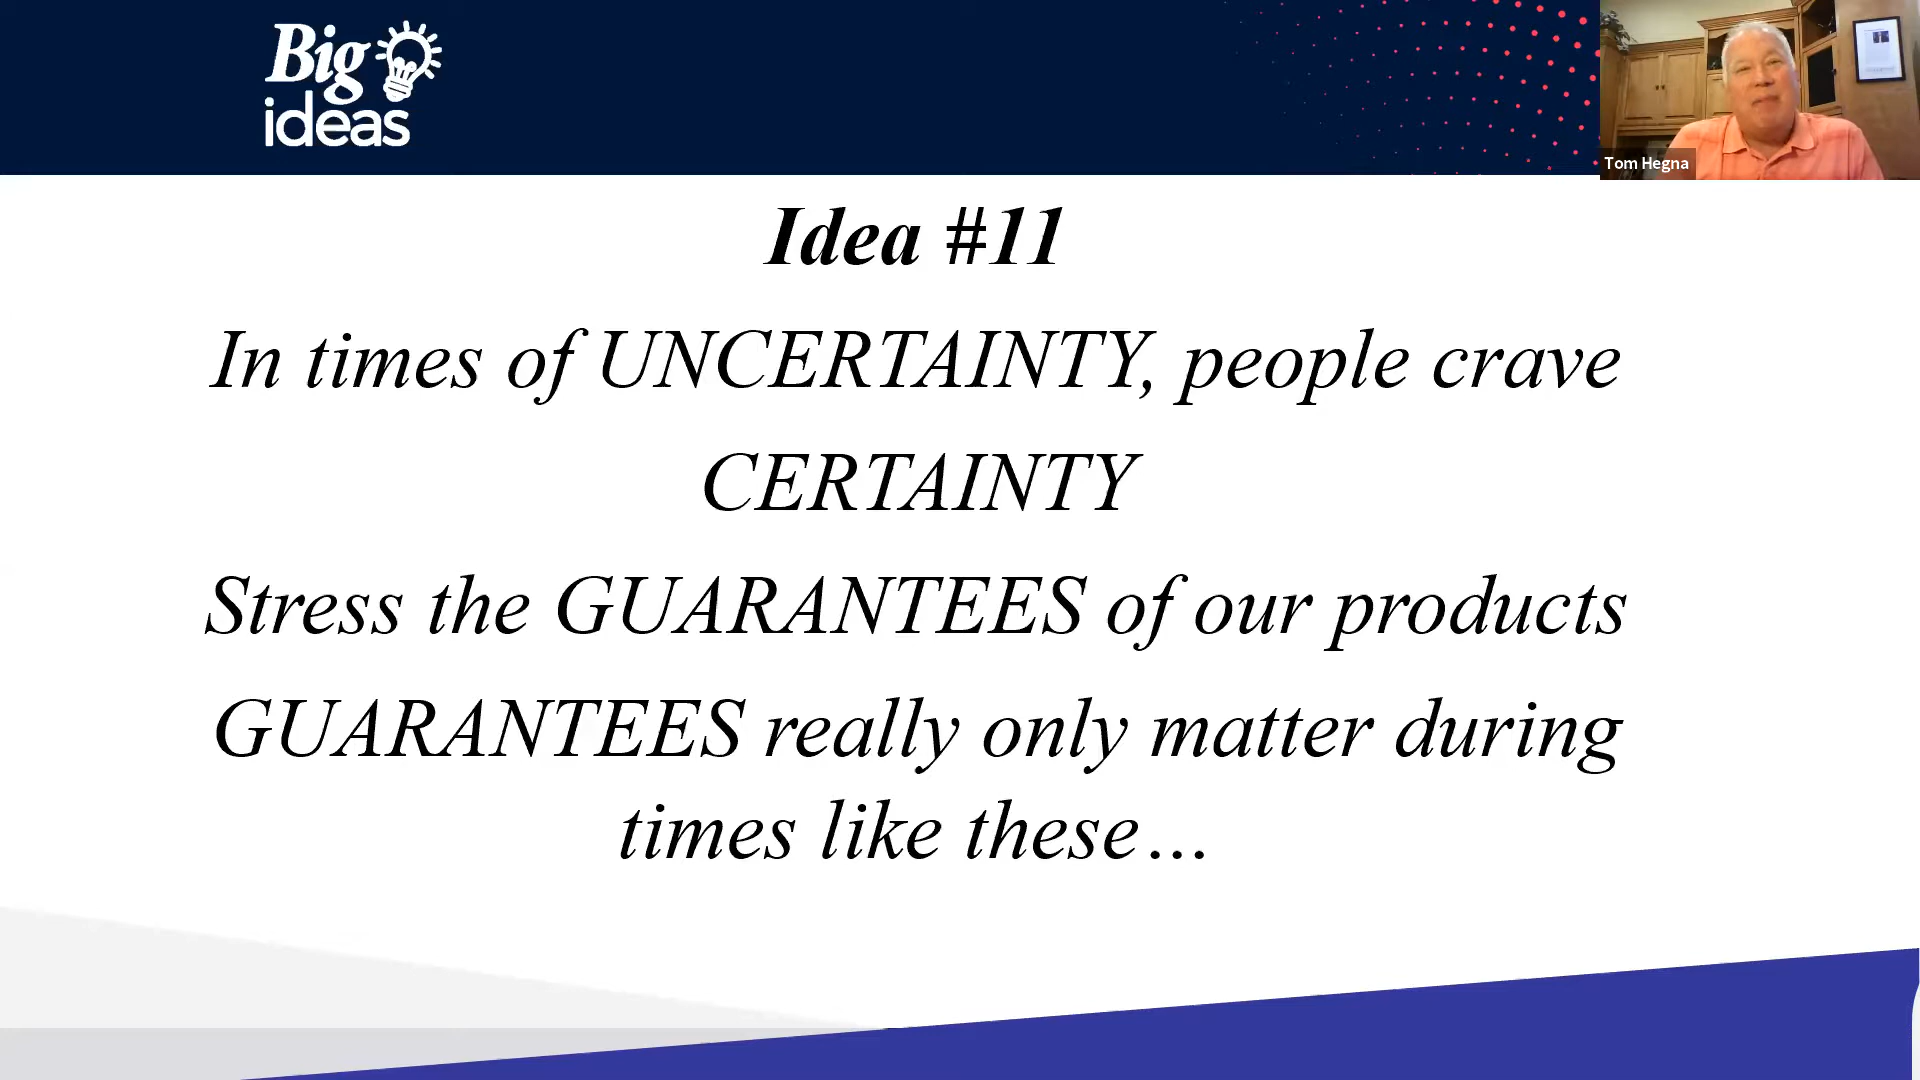 Big
ideas
Tom Hegna
Idea #11
In times of UNCERTAINTY, people crave
CERTAINTY
Stress the GUARANTEES of our products
GUARANTEES really only matter during
times like these…